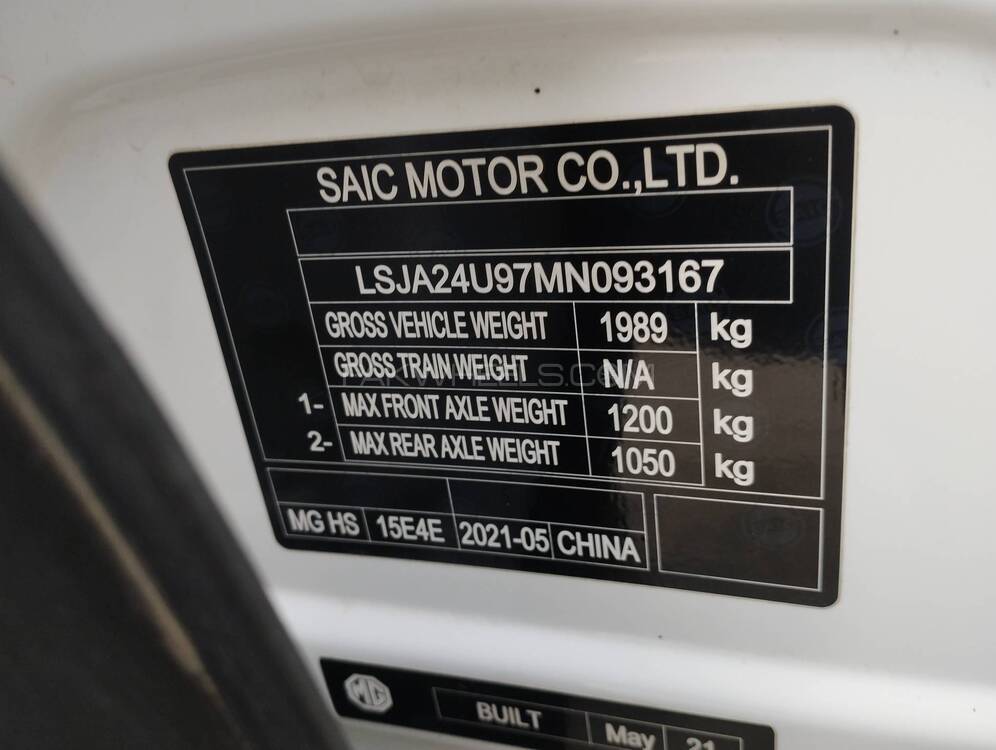 SAIC MOTOR CO.,LTD.
LSJA24U97MN093167
GROSS VEHICLE WEIGHT 1989 kg
GROSS TRAIN WEIGHT N/A kg
1- MAX FRONT AXLE WEIGHT 1200 kg
2- MAX REAR AXLE WEIGHT 1050 kg
MG HS 15E4E 2021-05 CHINA
MG BUILT May 21